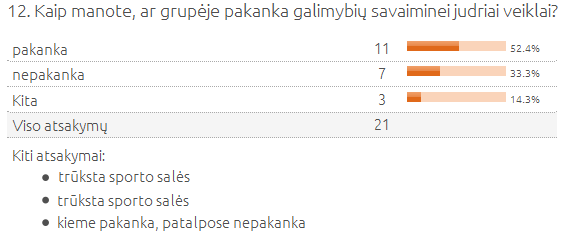 12. Kaip manote, ar grupėje pakanka galimybių savaiminei judriai veiklai?
pakanka 11 52.4%
nepakanka 7 33.3%
Kita 3 14.3%
Viso atsakymų 21
Kiti atsakymai:
• trūksta sporto salės
• trūksta sporto salės
• kieme pakanka, patalpose nepakanka